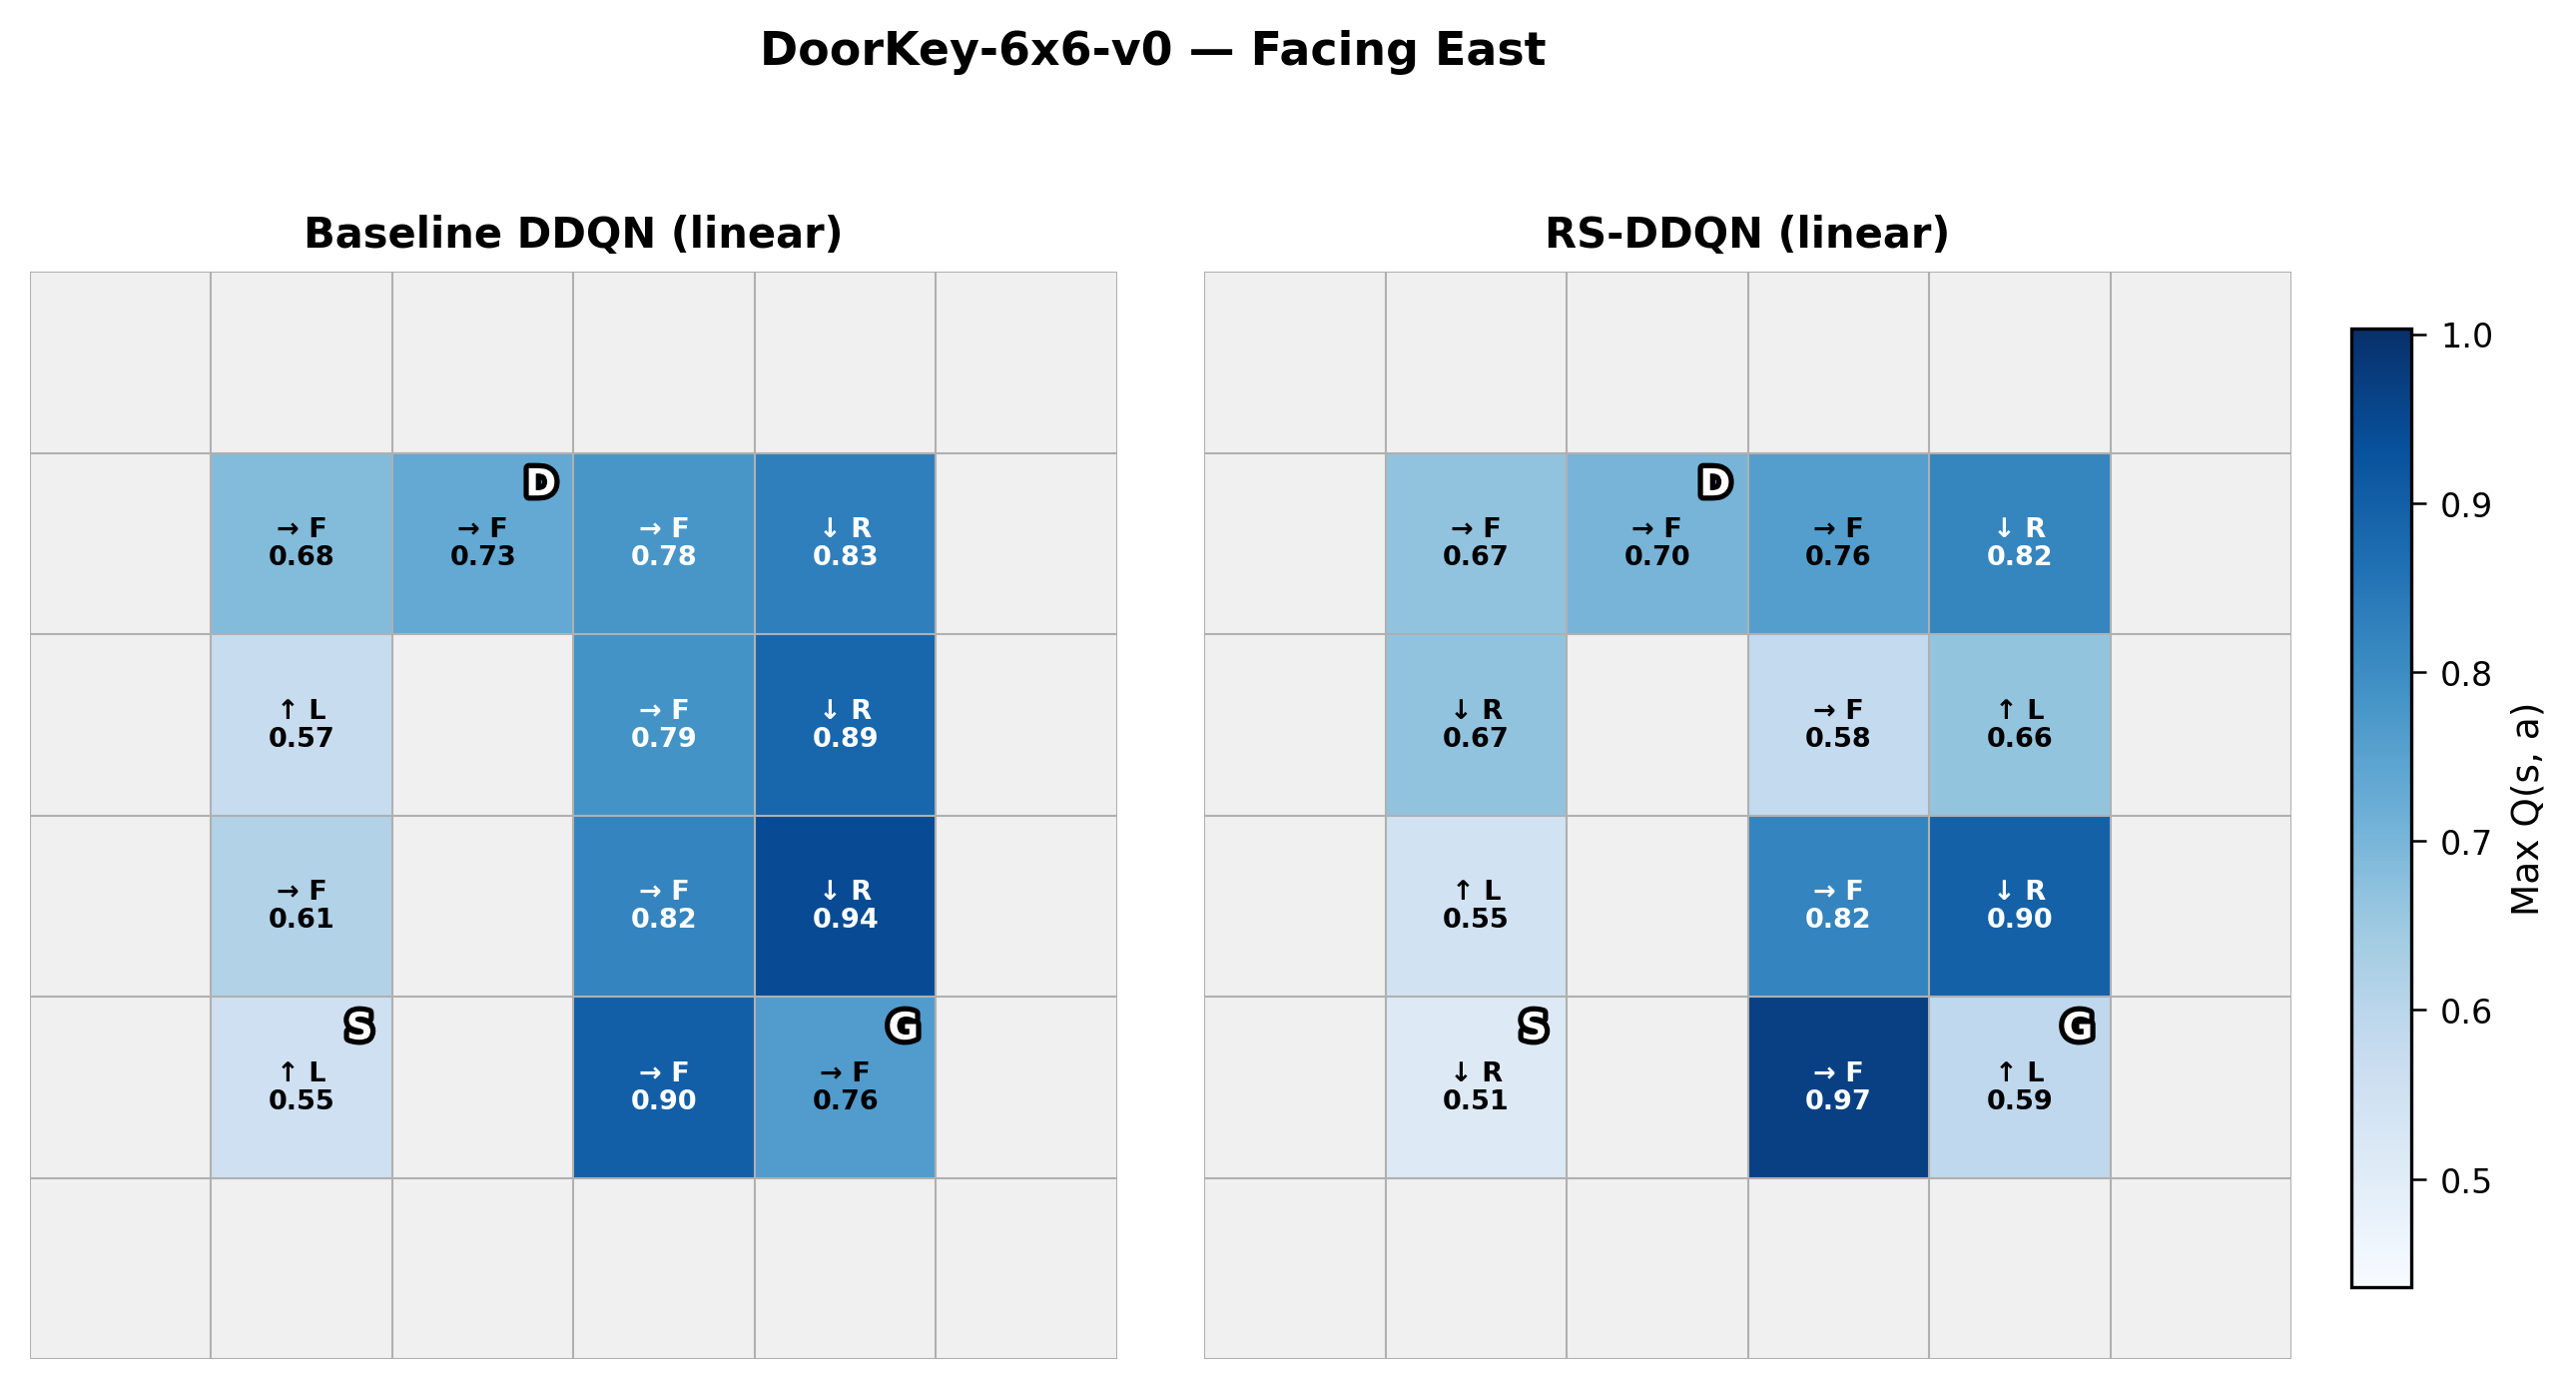 DoorKey-6x6-v0 — Facing East
Baseline DDQN (linear)
D
→ F
0.68
→ F
0.73
→ F
0.78
↓ R
0.83
↑ L
0.57
→ F
0.79
↓ R
0.89
→ F
0.61
→ F
0.82
↓ R
0.94
S
↑ L
0.55
→ F
0.90
G
→ F
0.76
RS-DDQN (linear)
D
→ F
0.67
→ F
0.70
→ F
0.76
↓ R
0.82
↓ R
0.67
→ F
0.58
↑ L
0.66
↑ L
0.55
→ F
0.82
↓ R
0.90
S
↓ R
0.51
→ F
0.97
G
↑ L
0.59
1.0
0.9
0.8
0.7
0.6
0.5
Max Q(s, a)